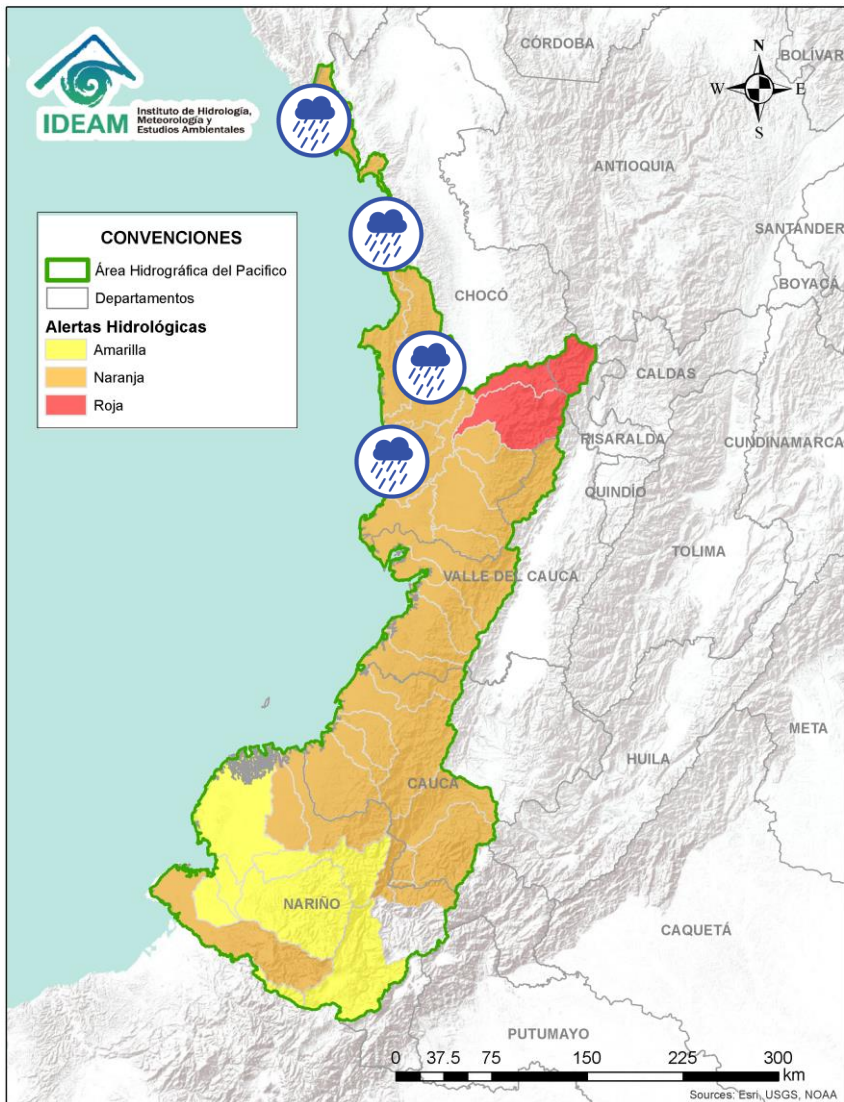 IDEAM
Instituto de Hidrología,
Meteorología y
Estudios Ambientales
CÓRDOBA
BOLÍVAR
N
W
E
S
ANTIOQUIA
SANTANDER
BOYACÁ
CONVENCIONES
Área Hidrográfica del Pacifico
Departamentos
Alertas Hidrológicas
Amarilla
Naranja
Roja
CHOCÓ
CALDAS
RISARALDA
CUNDINAMARCA
QUINDÍO
TOLIMA
VALLE DEL CAUCA
META
HUILA
CAUCA
NARIÑO
CAQUETÁ
PUTUMAYO
0 37.5 75 150 225 300
km
Sources: Esri, USGS, NOAA